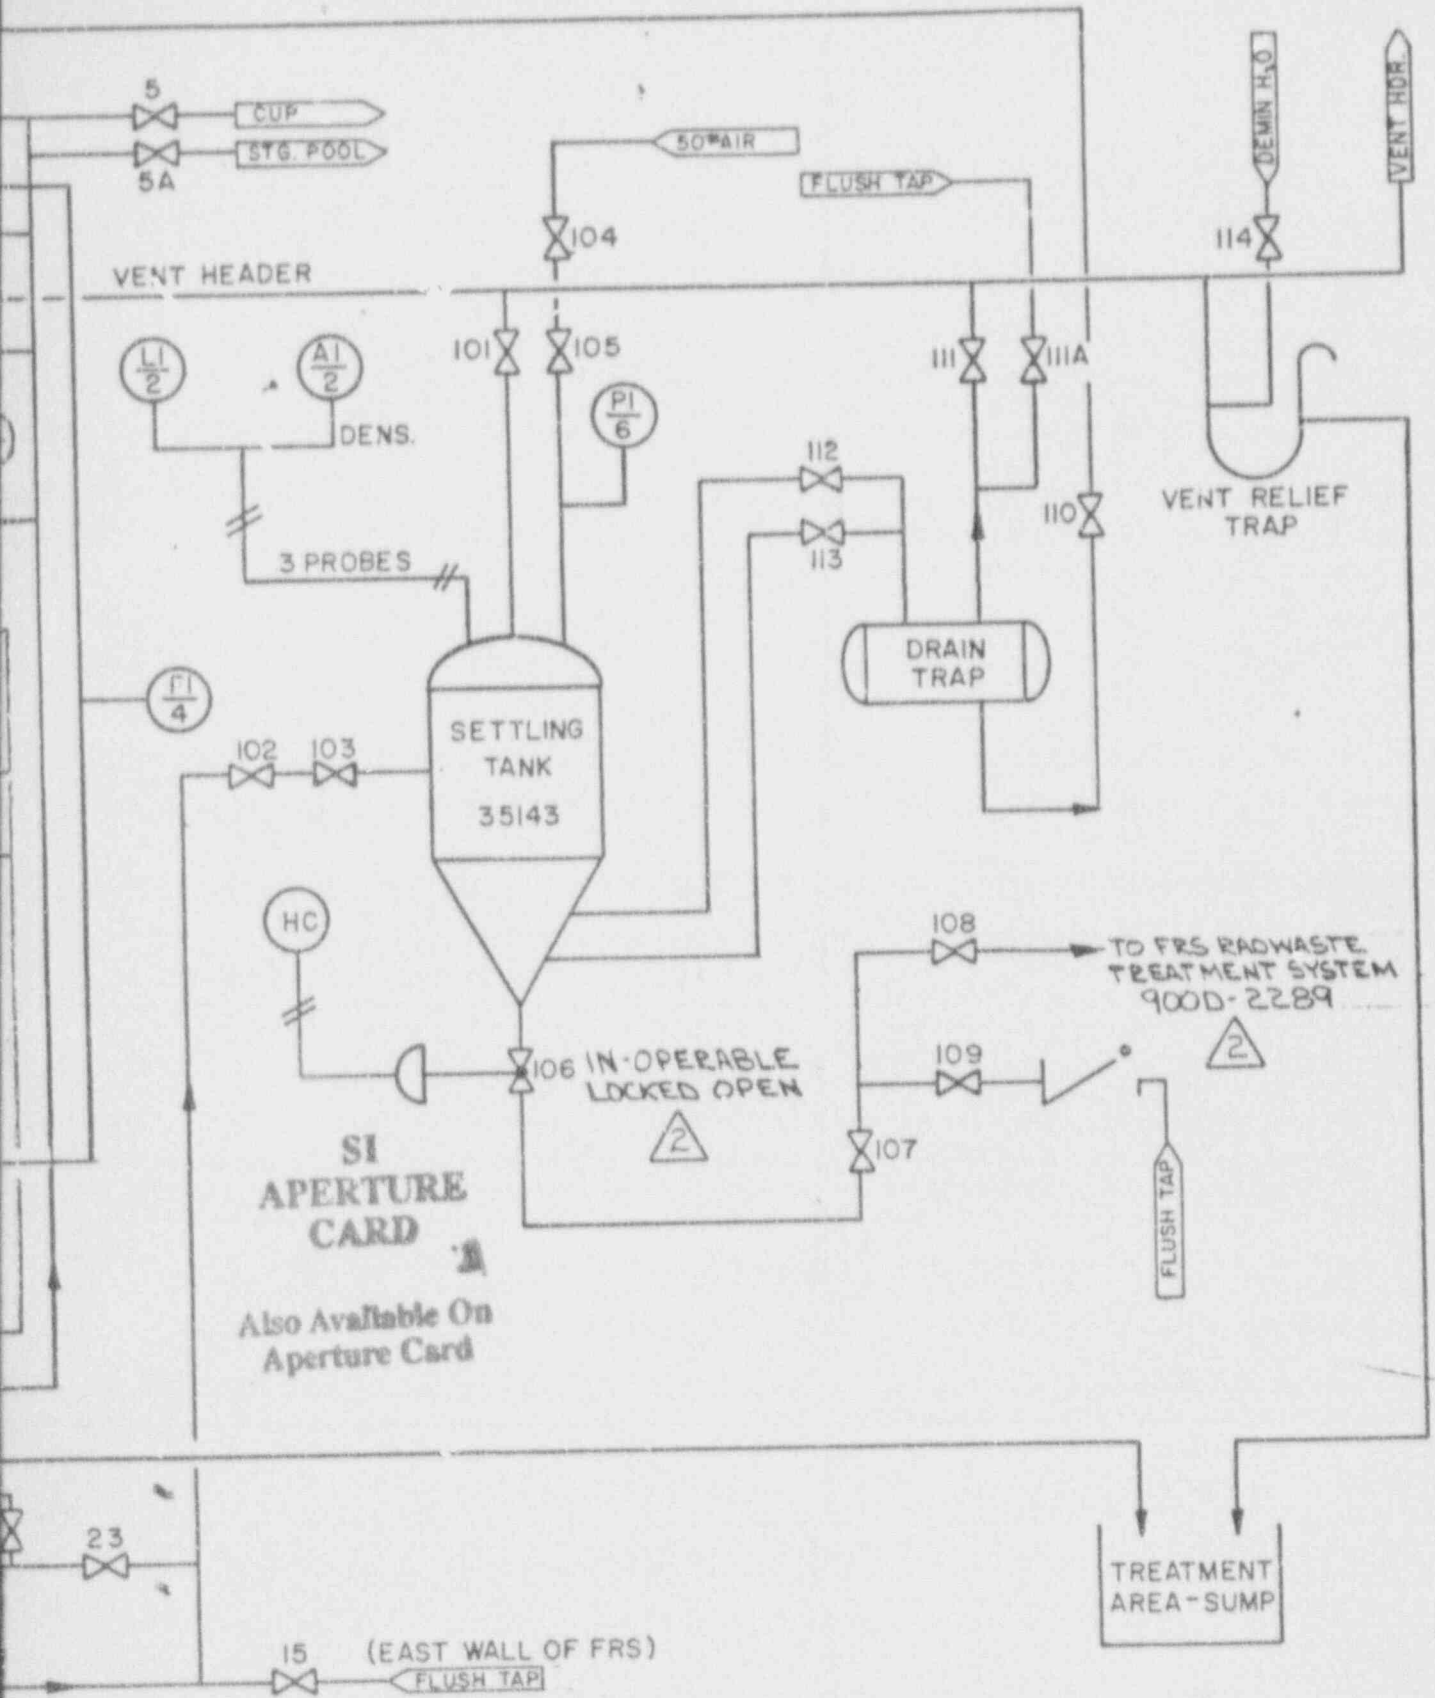 5
CUP
STG. POOL
5A
50# AIR
FLUSH TAP
DEMIN H2O
VENT HDR.
104
114
VENT HEADER
LI
2
AI
2
DENS.
101
105
PI
6
111
111A
112
113
110
VENT RELIEF
TRAP
3 PROBES
DRAIN
TRAP
FI
4
102
103
SETTLING
TANK
35143
HC
108
TO FRS RADWASTE
TREATMENT SYSTEM
900D-2289
2
106
IN-OPERABLE
LOCKED OPEN
2
109
107
FLUSH TAP
SI
APERTURE
CARD
Also Available On
Aperture Card
23
TREATMENT
AREA-SUMP
15
(EAST WALL OF FRS)
FLUSH TAP